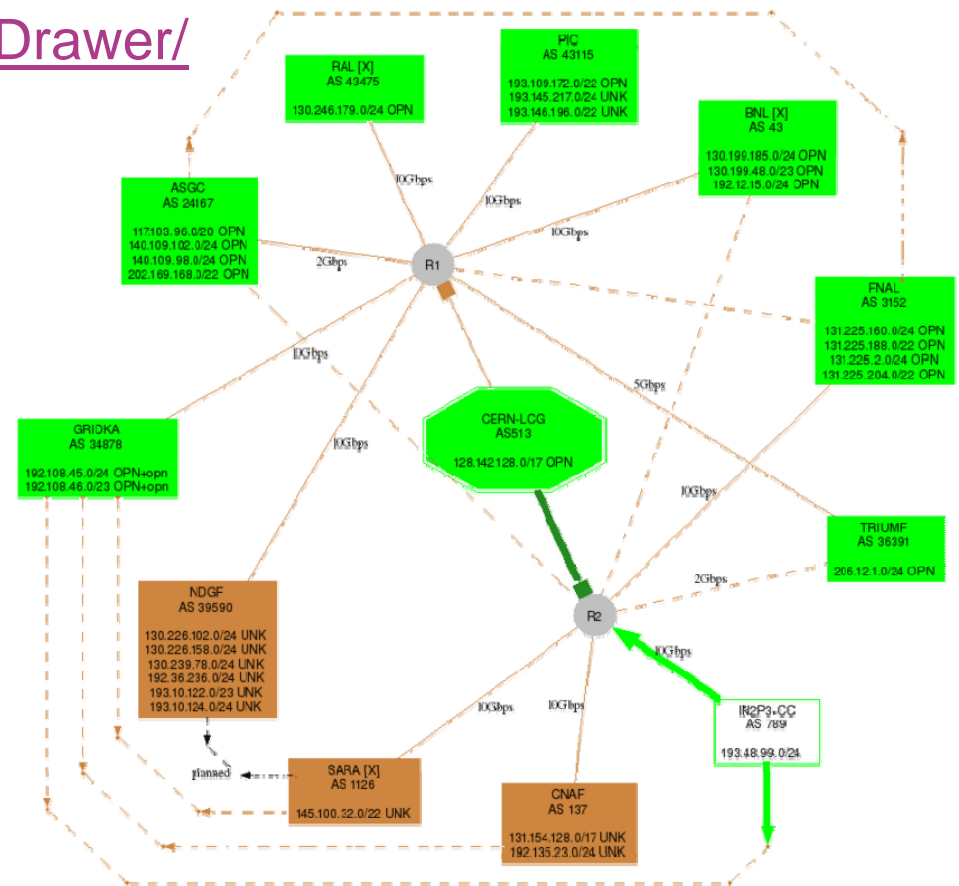 Drawer/
RAL [X]
AS 43475
130.246.179.0/24 OPN
PIC
AS 43115
193.109.172.0/22 OPN
193.145.217.0/24 UNK
193.146.196.0/22 UNK
BNL [X]
AS 43
130.199.185.0/24 OPN
130.199.48.0/23 OPN
192.12.15.0/24 OPN
ASGC
AS 24167
117.103.96.0/20 OPN
140.109.102.0/24 OPN
140.109.98.0/24 OPN
202.169.168.0/22 OPN
10Gbps
10Gbps
10Gbps
2Gbps
R1
FNAL
AS 3152
131.225.160.0/24 OPN
131.225.188.0/22 OPN
131.225.2.0/24 OPN
131.225.204.0/22 OPN
10Gbps
5Gbps
CERN-LCG
AS513
128.142.128.0/17 OPN
GRIDKA
AS 34878
192.108.45.0/24 OPN+opn
192.108.46.0/23 OPN+opn
10Gbps
10Gbps
TRIUMF
AS 36391
206.12.1.0/24 OPN
2Gbps
NDGF
AS 39590
130.226.102.0/24 UNK
130.226.158.0/24 UNK
130.239.78.0/24 UNK
192.36.236.0/24 UNK
193.10.122.0/23 UNK
193.10.124.0/24 UNK
R2
10Gbps
10Gbps
10Gbps
IN2P3-CC
AS 789
193.48.99.0/24
planned
SARA [X]
AS 1126
145.100.32.0/22 UNK
CNAF
AS 137
131.154.128.0/17 UNK
192.135.23.0/24 UNK